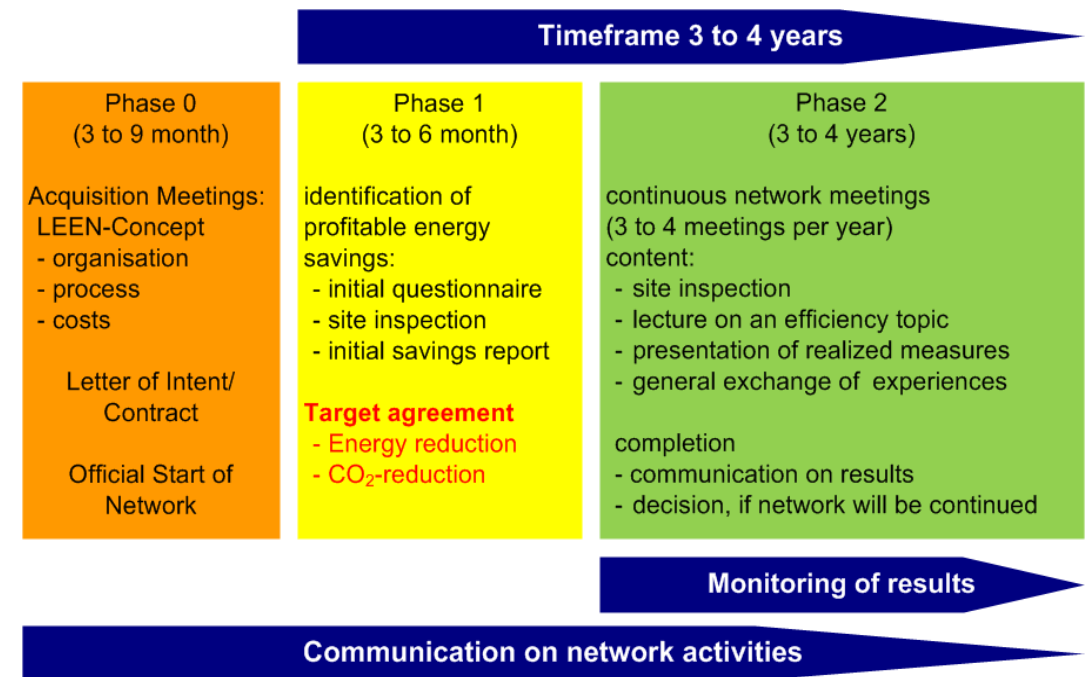 Timeframe 3 to 4 years
Phase 0
(3 to 9 month)
Acquisition Meetings:
LEEN-Concept
- organisation
- process
- costs
Letter of Intent/
Contract
Official Start of
Network
Phase 1
(3 to 6 month)
identification of
profitable energy
savings:
- initial questionnaire
- site inspection
- initial savings report
Target agreement
- Energy reduction
- CO₂-reduction
Phase 2
(3 to 4 years)
continuous network meetings
(3 to 4 meetings per year)
content:
- site inspection
- lecture on an efficiency topic
- presentation of realized measures
- general exchange of experiences
completion
- communication on results
- decision, if network will be continued
Monitoring of results
Communication on network activities